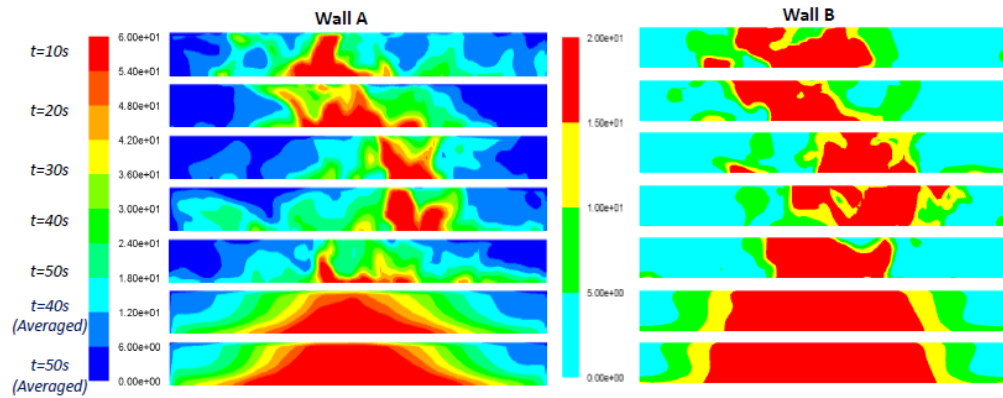 Wall A
Wall B
t=10s
t=20s
t=30s
t=40s
t=50s
t=40s
(Averaged)
t=50s
(Averaged)
6.00e+01
5.40e+01
4.80e+01
4.20e+01
3.60e+01
3.00e+01
2.40e+01
1.80e+01
1.20e+01
6.00e+00
0.00e+00
2.00e+01
1.50e+01
1.00e+01
5.00e+00
0.00e+00